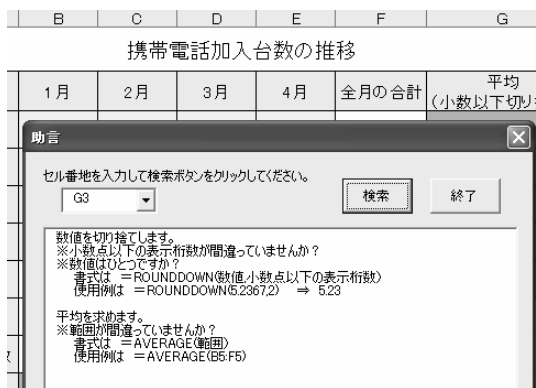 B C D E F G
携帯電話加入台数の推移
1月 2月 3月 4月 全月の合計 平均
(小数以下切り
助言
セル番地を入力して検索ボタンをクリックしてください。
G3 検索 終了
数値を切り捨てします。
※小数点以下の表示桁数が間違っていませんか?
※数値はひとつですか?
書式は =ROUNDDOWN(数値,小数点以下の表示桁数)
使用例は =ROUNDDOWN(5.2367,2) ⇒ 5.23
平均を求めます。
※範囲が間違っていませんか?
書式は =AVERAGE(範囲)
使用例は =AVERAGE(B5:F5)